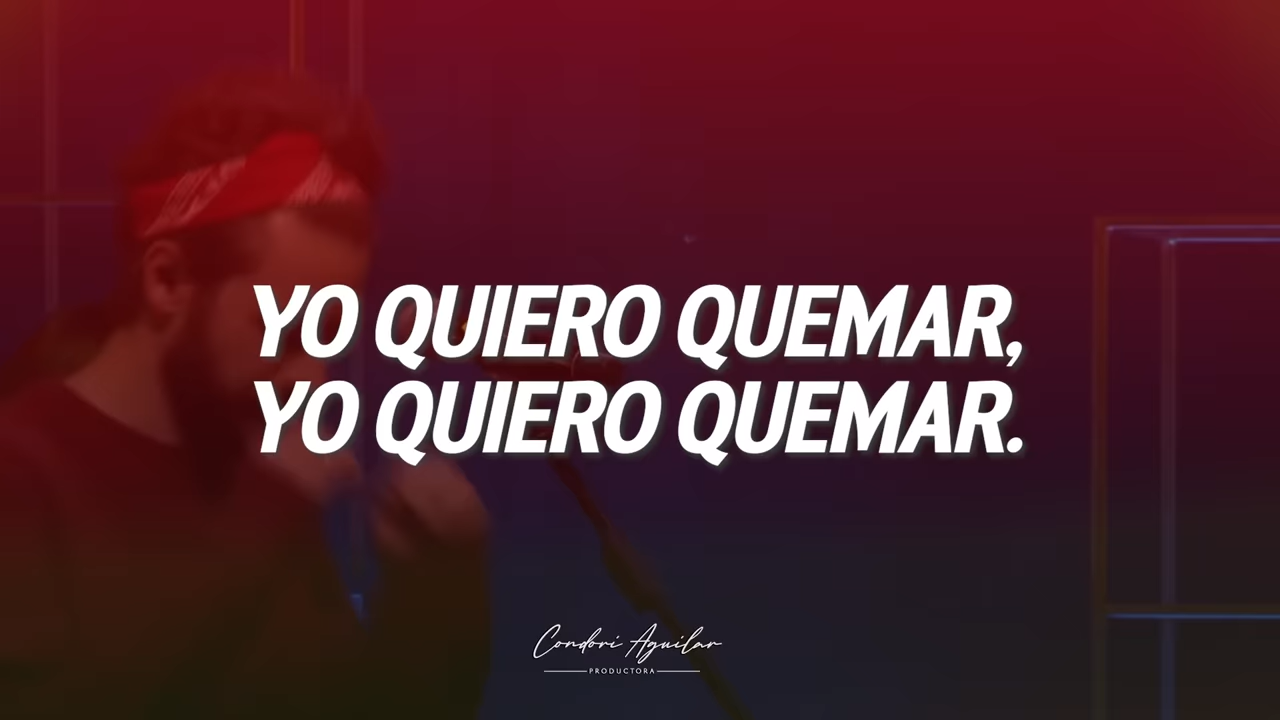 YO QUIERO QUEMAR,
YO QUIERO QUEMAR.
Condori Aguilar
PRODUCTORA